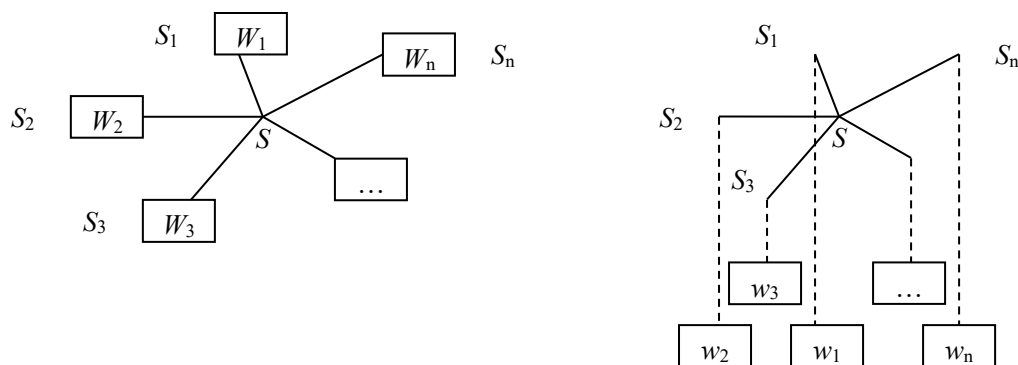 S1 W1
Wn Sn
S2 W2
S
…
S3 W3
S1
Sn
S2
S
S3
w3 …
w2 w1 wn